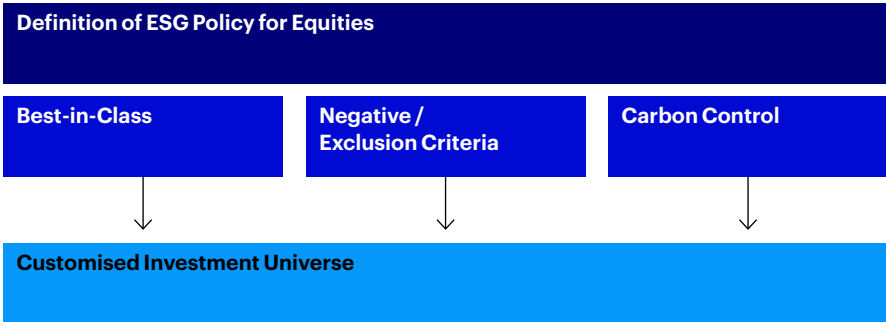 Definition of ESG Policy for Equities
Best-in-Class
Negative /
Exclusion Criteria
Carbon Control
Customised Investment Universe